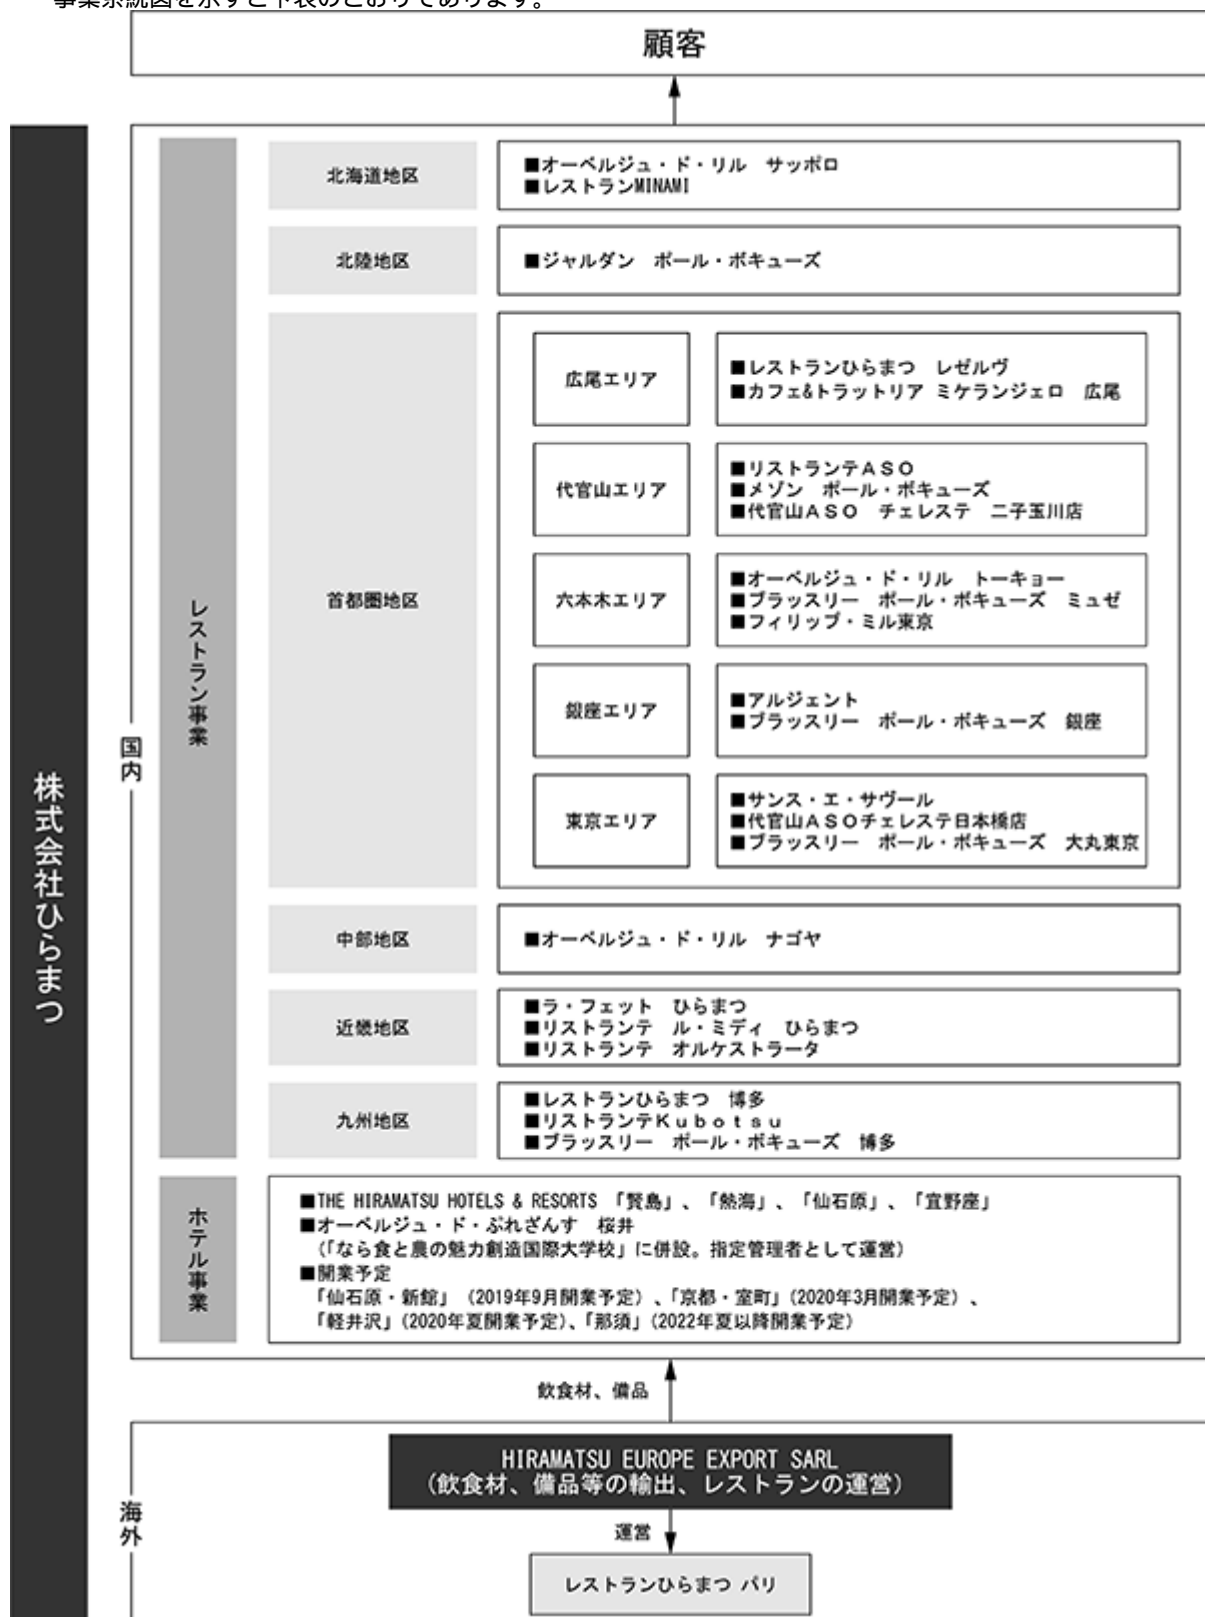 事業系統図を示すと下表のとおりであります。
顧客
株式会社ひらまつ
国内
レストラン事業
北海道地区
■オーベルジュ・ド・リル　サッポロ
■レストランMINAMI
北陸地区
■ジャルダン　ポール・ボキューズ
首都圏地区
広尾エリア
■レストランひらまつ　レゼルヴ
■カフェ&トラットリア ミケランジェロ　広尾
代官山エリア
■リストランテＡＳＯ
■メゾン　ポール・ボキューズ
■代官山ＡＳＯ　チェレステ　二子玉川店
六本木エリア
■オーベルジュ・ド・リル　トーキョー
■ブラッスリー　ポール・ボキューズ　ミュゼ
■フィリップ・ミル東京
銀座エリア
■アルジェント
■ブラッスリー　ポール・ボキューズ　銀座
東京エリア
■サンス・エ・サヴール
■代官山ＡＳＯチェレステ日本橋店
■ブラッスリー　ポール・ボキューズ　大丸東京
中部地区
■オーベルジュ・ド・リル　ナゴヤ
近畿地区
■ラ・フェット　ひらまつ
■リストランテ　ル・ミディ　ひらまつ
■リストランテ　オルケストラータ
九州地区
■レストランひらまつ　博多
■リストランテＫｕｂｏｔｓｕ
■ブラッスリー　ポール・ボキューズ　博多
ホテル事業
■THE HIRAMATSU HOTELS & RESORTS 「賢島」、「熱海」、「仙石原」、「宜野座」
■オーベルジュ・ド・ぷれざんす　桜井
（「なら食と農の魅力創造国際大学校」に併設。指定管理者として運営）
■開業予定
「仙石原・新館」（2019年9月開業予定）、「京都・室町」（2020年3月開業予定）、
「軽井沢」（2020年夏開業予定）、「那須」（2022年夏以降開業予定）
飲食材、備品
海外
HIRAMATSU EUROPE EXPORT SARL
（飲食材、備品等の輸出、レストランの運営）
運営
レストランひらまつ パリ